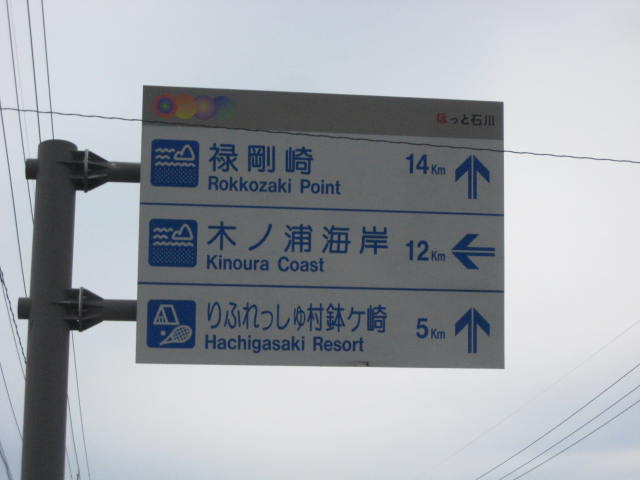 ほっと石川
禄剛崎 14Km
Rokkozaki Point
木ノ浦海岸 12Km
Kinoura Coast
りふれっしゅ村鉢ケ崎 5Km
Hachigasaki Resort